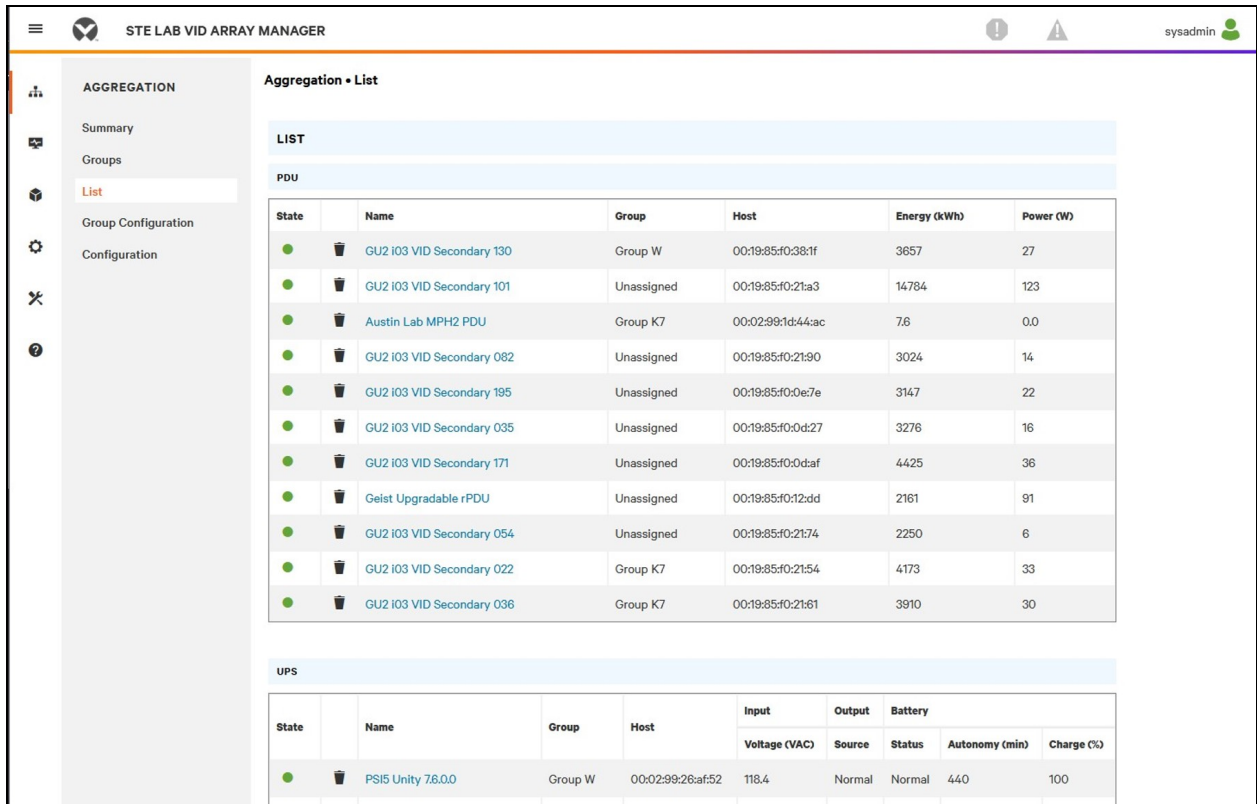 STE LAB VID ARRAY MANAGER
sysadmin
AGGREGATION
Summary
Groups
List
Group Configuration
Configuration
Aggregation • List
LIST
PDU
State Name Group Host Energy (kWh) Power (W)
GU2 i03 VID Secondary 130 Group W 00:19:85:f0:38:1f 3657 27
GU2 i03 VID Secondary 101 Unassigned 00:19:85:f0:21:a3 14784 123
Austin Lab MPH2 PDU Group K7 00:02:99:1d:44:ac 7.6 0.0
GU2 i03 VID Secondary 082 Unassigned 00:19:85:f0:21:90 3024 14
GU2 i03 VID Secondary 195 Unassigned 00:19:85:f0:0e:7e 3147 22
GU2 i03 VID Secondary 035 Unassigned 00:19:85:f0:0d:27 3276 16
GU2 i03 VID Secondary 171 Unassigned 00:19:85:f0:0d:af 4425 36
Geist Upgradable rPDU Unassigned 00:19:85:f0:12:dd 2161 91
GU2 i03 VID Secondary 054 Unassigned 00:19:85:f0:21:74 2250 6
GU2 i03 VID Secondary 022 Group K7 00:19:85:f0:21:54 4173 33
GU2 i03 VID Secondary 036 Group K7 00:19:85:f0:21:61 3910 30
UPS
State Name Group Host Input Output Battery
Voltage (VAC) Source Status Autonomy (min) Charge (%)
PSI5 Unity 7.6.0.0 Group W 00:02:99:26:af:52 118.4 Normal Normal 440 100